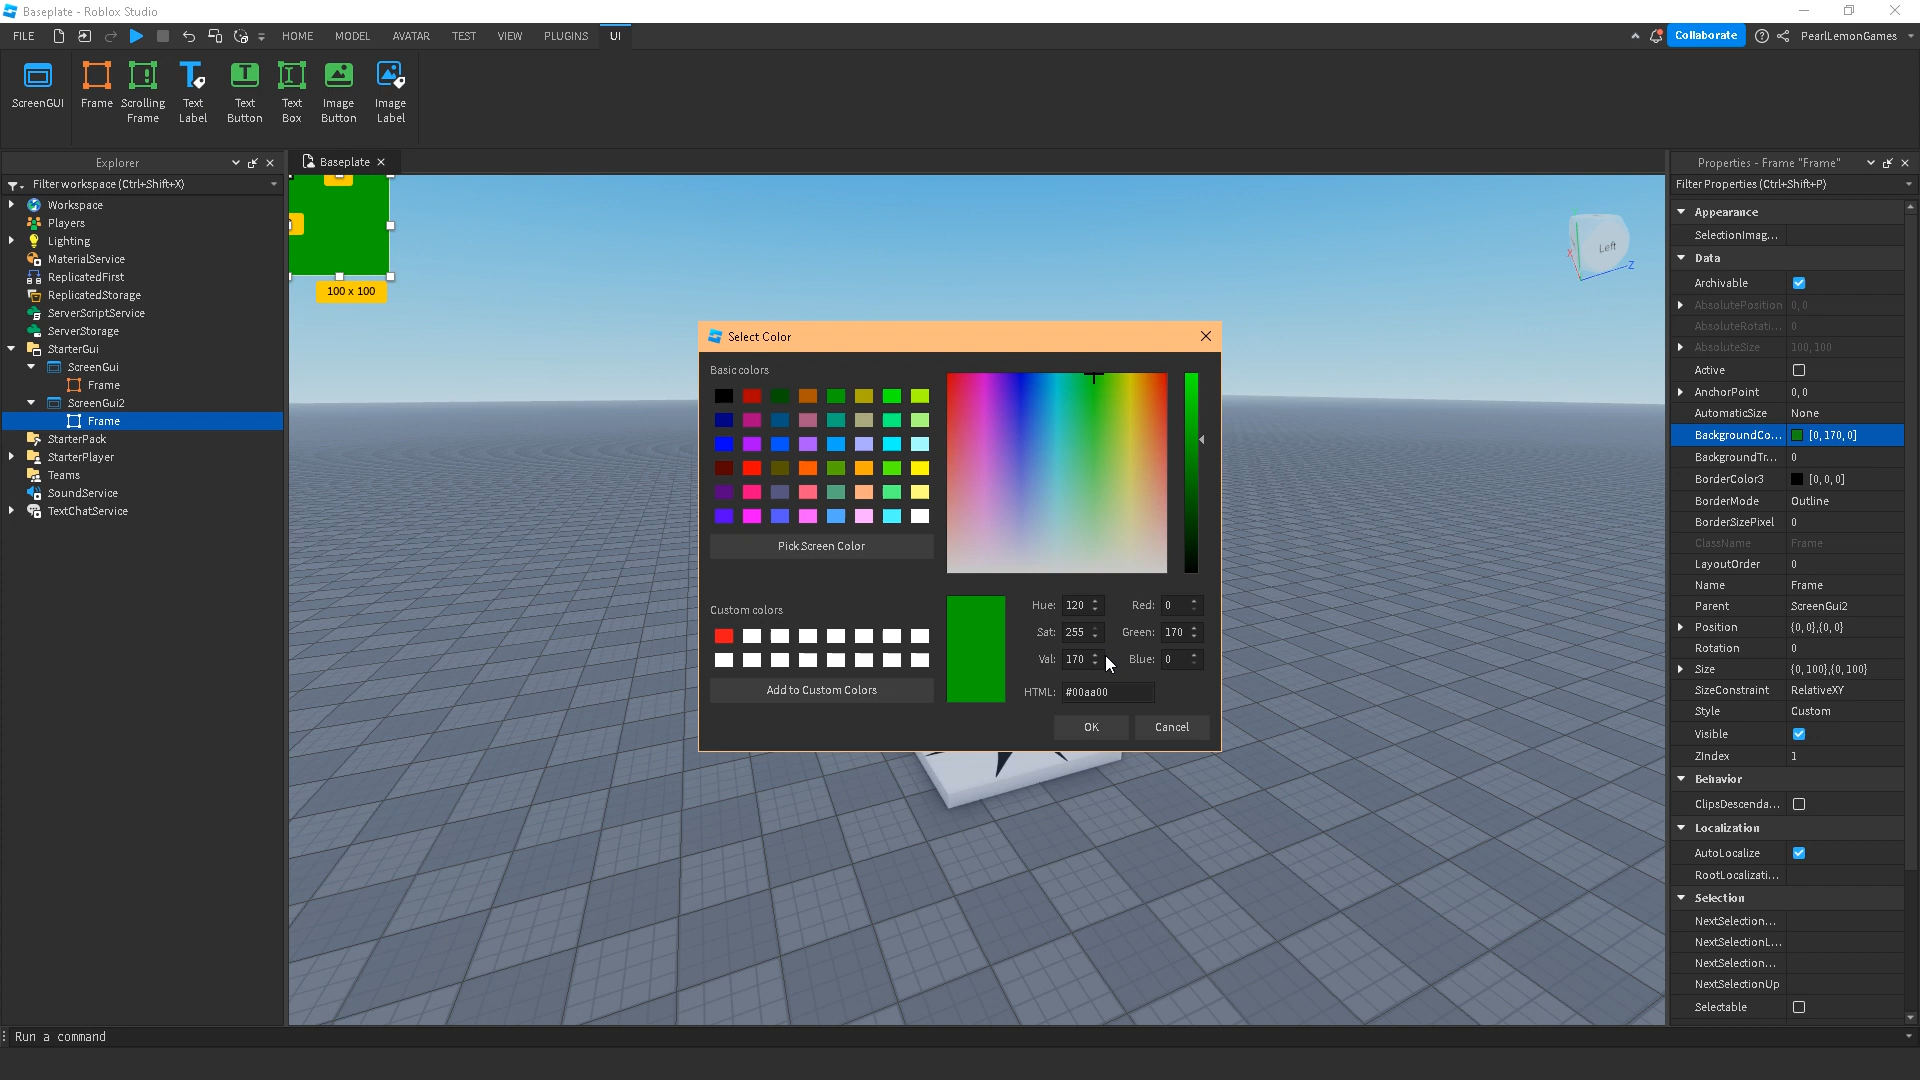 Baseplate - Roblox Studio
FILE HOME MODEL AVATAR TEST VIEW PLUGINS UI Collaborate PearlLemonGames
ScreenGUI
Frame
Scrolling Frame
Text Label
Text Button
Text Box
Image Button
Image Label
Explorer
Baseplate
Properties - Frame "Frame"
Filter workspace (Ctrl+Shift+X)
Filter Properties (Ctrl+Shift+P)
Workspace
Players
Lighting
MaterialService
ReplicatedFirst
ReplicatedStorage
ServerScriptService
ServerStorage
StarterGui
ScreenGui
Frame
ScreenGui2
Frame
StarterPack
StarterPlayer
Teams
SoundService
TextChatService
100 x 100
Left
X
Z
Select Color
Basic colors
Pick Screen Color
Custom colors
Add to Custom Colors
Hue: 120 Red: 0
Sat: 255 Green: 170
Val: 170 Blue: 0
HTML: #00aa00
OK Cancel
Appearance
SelectionImag...
Data
Archivable
AbsolutePosition 0, 0
AbsoluteRotati... 0
AbsoluteSize 100, 100
Active
AnchorPoint 0, 0
AutomaticSize None
BackgroundCo... [0, 170, 0]
BackgroundTr... 0
BorderColor3 [0, 0, 0]
BorderMode Outline
BorderSizePixel 0
ClassName Frame
LayoutOrder 0
Name Frame
Parent ScreenGui2
Position {0, 0},{0, 0}
Rotation 0
Size {0, 100},{0, 100}
SizeConstraint RelativeXY
Style Custom
Visible
ZIndex 1
Behavior
ClipsDescenda...
Localization
AutoLocalize
RootLocalizati...
Selection
NextSelection...
NextSelectionL...
NextSelection...
NextSelectionUp
Selectable
Run a command